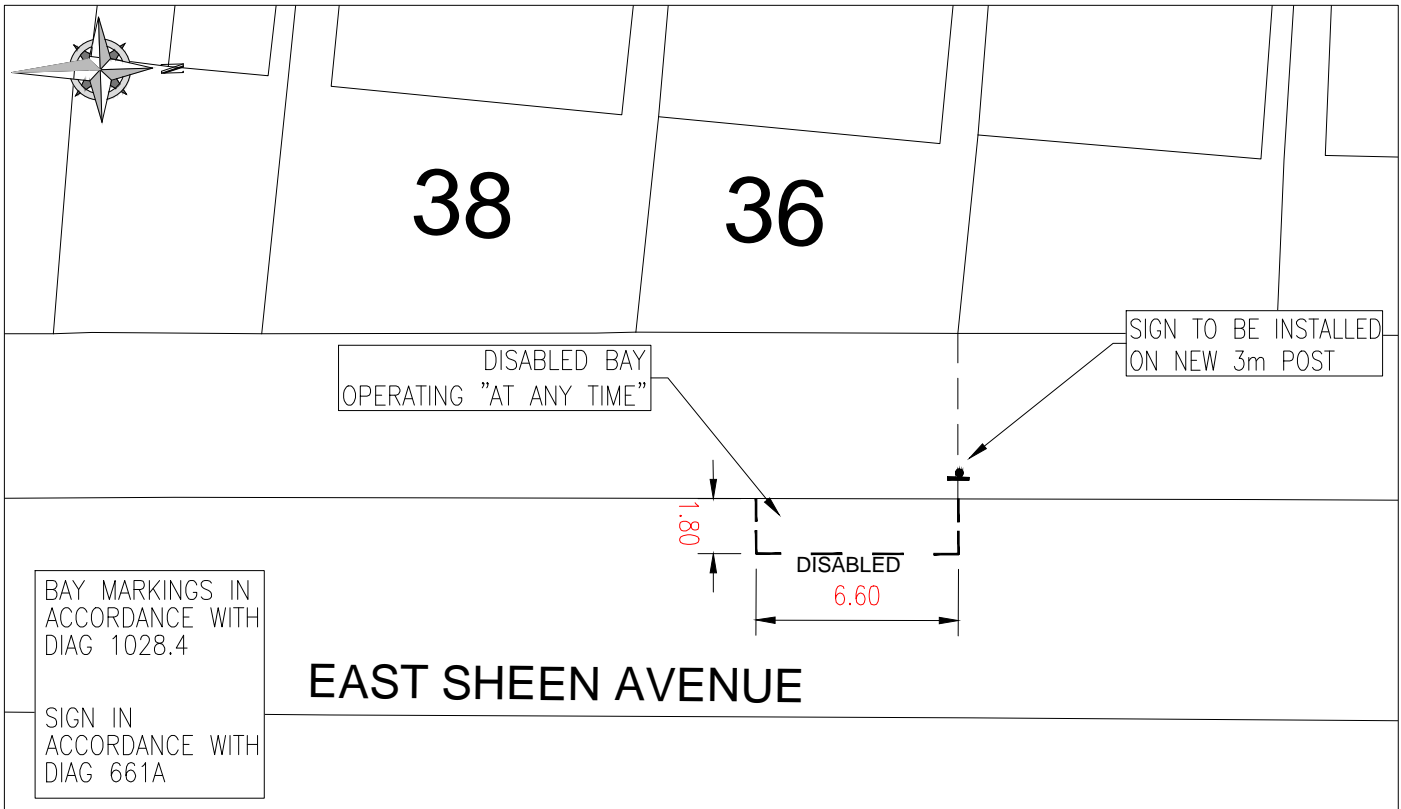 N
38
36
SIGN TO BE INSTALLED
ON NEW 3m POST
DISABLED BAY
OPERATING "AT ANY TIME"
1.80
DISABLED
6.60
BAY MARKINGS IN
ACCORDANCE WITH
DIAG 1028.4
SIGN IN
ACCORDANCE WITH
DIAG 661A
EAST SHEEN AVENUE